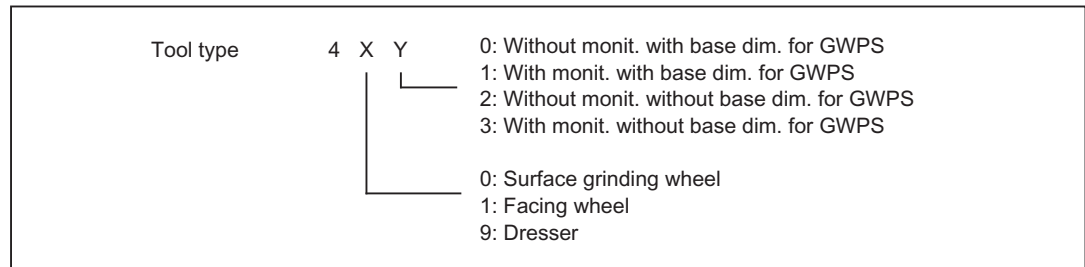 Tool type 4 X Y
0: Without monit. with base dim. for GWPS
1: With monit. with base dim. for GWPS
2: Without monit. without base dim. for GWPS
3: With monit. without base dim. for GWPS
0: Surface grinding wheel
1: Facing wheel
9: Dresser